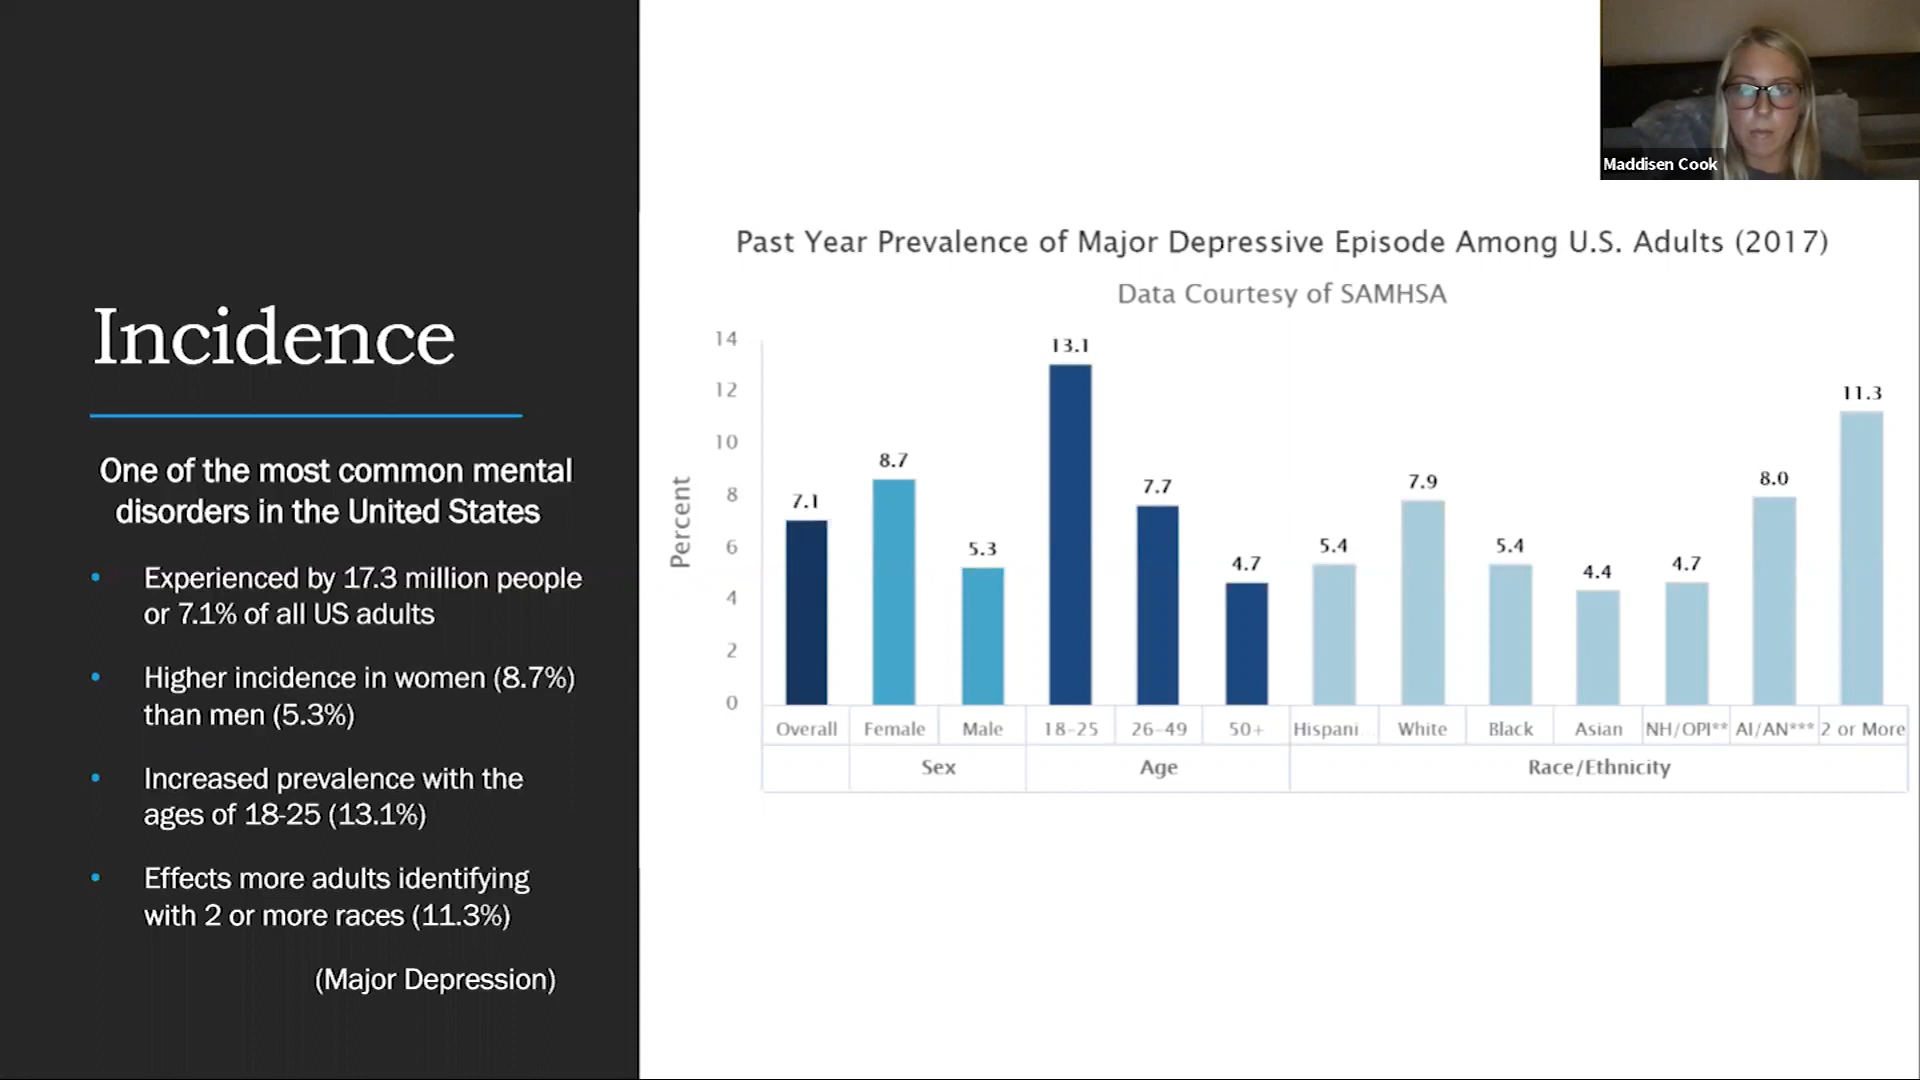 Maddisen Cook
Incidence
One of the most common mental
disorders in the United States
• Experienced by 17.3 million people
or 7.1% of all US adults
• Higher incidence in women (8.7%)
than men (5.3%)
• Increased prevalence with the
ages of 18-25 (13.1%)
• Effects more adults identifying
with 2 or more races (11.3%)
(Major Depression)
Past Year Prevalence of Major Depressive Episode Among U.S. Adults (2017)
Data Courtesy of SAMHSA
Percent
14
12
10
8
6
4
2
0
7.1
8.7
5.3
13.1
7.7
4.7
5.4
7.9
5.4
4.4
4.7
8.0
11.3
Overall Female Male 18-25 26-49 50+ Hispani... White Black Asian NH/OPI** AI/AN*** 2 or More
Sex Age Race/Ethnicity